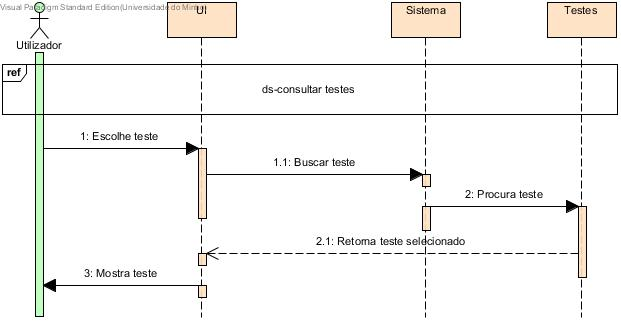 Visual Paradigm Standard Edition(Universidade do Minho)
UI
Sistema
Testes
Utilizador
ref
ds-consultar testes
1: Escolhe teste
1.1: Buscar teste
2: Procura teste
2.1: Retorna teste selecionado
3: Mostra teste